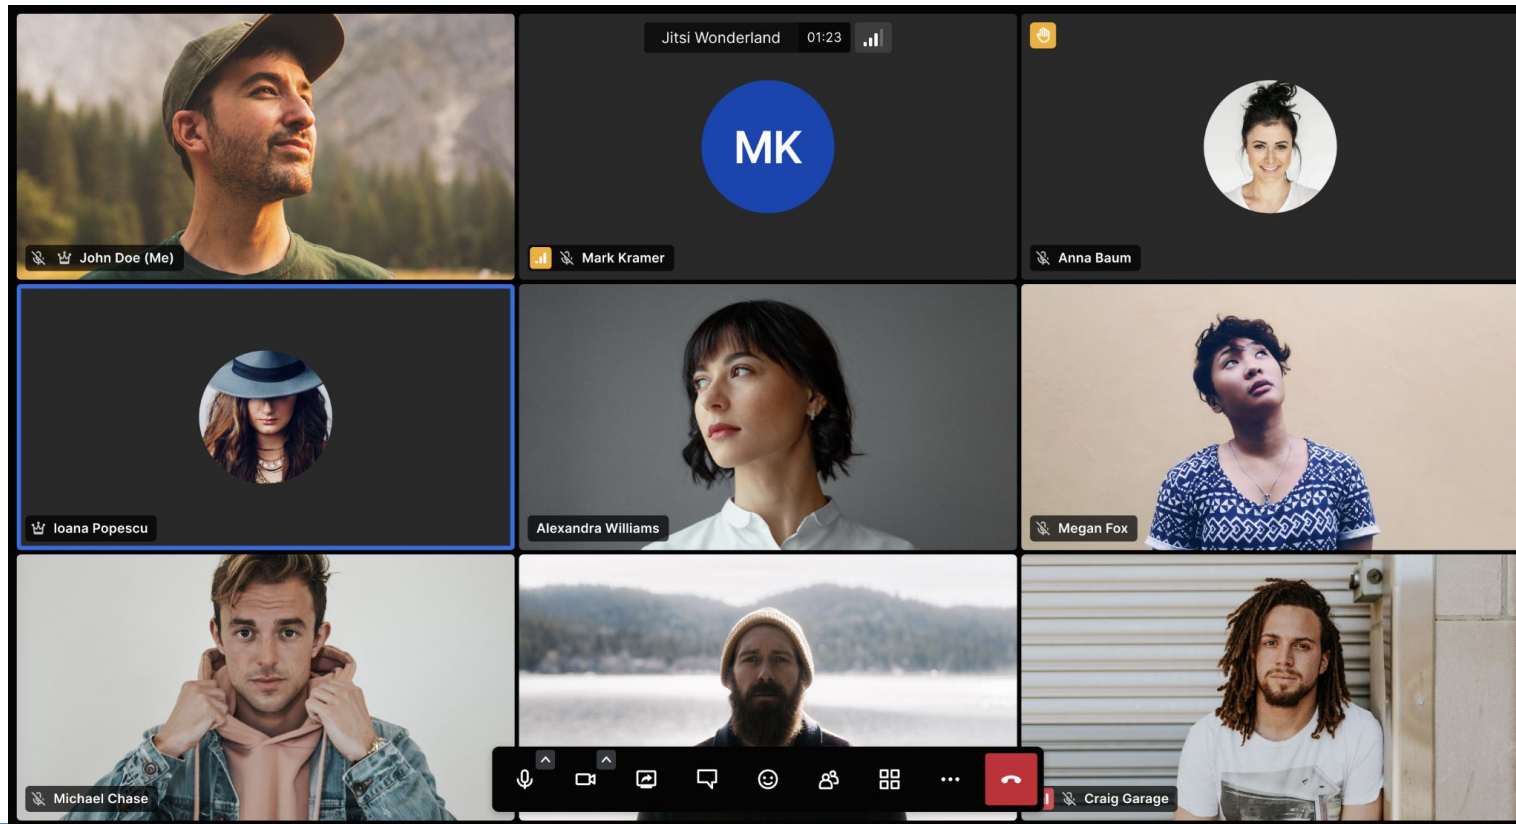 Jitsi Wonderland 01:23
MK
John Doe (Me)
Mark Kramer
Anna Baum
Ioana Popescu
Alexandra Williams
Megan Fox
Michael Chase
Craig Garage